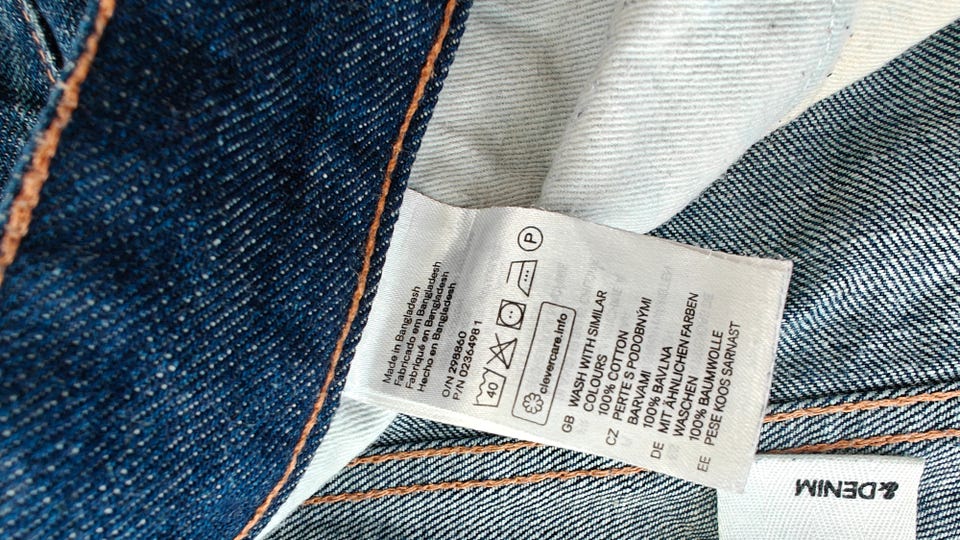 Made in Bangladesh
Fabricado em Bangladesh
Fabriqué en Bangladesh
Hecho en Bangladesh
O/N 298860
P/N 02364981
40
P
clevercare.info
GB WASH WITH SIMILAR
COLOURS
100% COTTON
CZ PERTE S PODOBNÝMI
BARVAMI
100% BAVLNA
DE MIT ÄHNLICHEN FARBEN
WASCHEN
100% BAUMWOLLE
EE PESE KOOS SARNAST
&DENIM